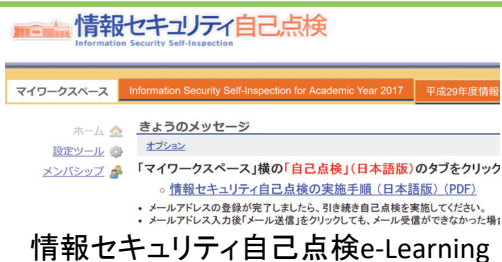 情報セキュリティ自己点検
Information Security Self-Inspection
マイワークスペース
Information Security Self-Inspection for Academic Year 2017
平成29年度情報
ホーム
設定ツール
メンバシップ
きょうのメッセージ
オプション
「マイワークスペース」横の「自己点検」(日本語版)のタブをクリック
情報セキュリティ自己点検の実施手順 (日本語版) (PDF)
・メールアドレスの登録が完了しましたら、引き続き自己点検を実施してください。
・メールアドレス入力後「メール送信」をクリックしても、メール受信ができなかった場合
情報セキュリティ自己点検e-Learning